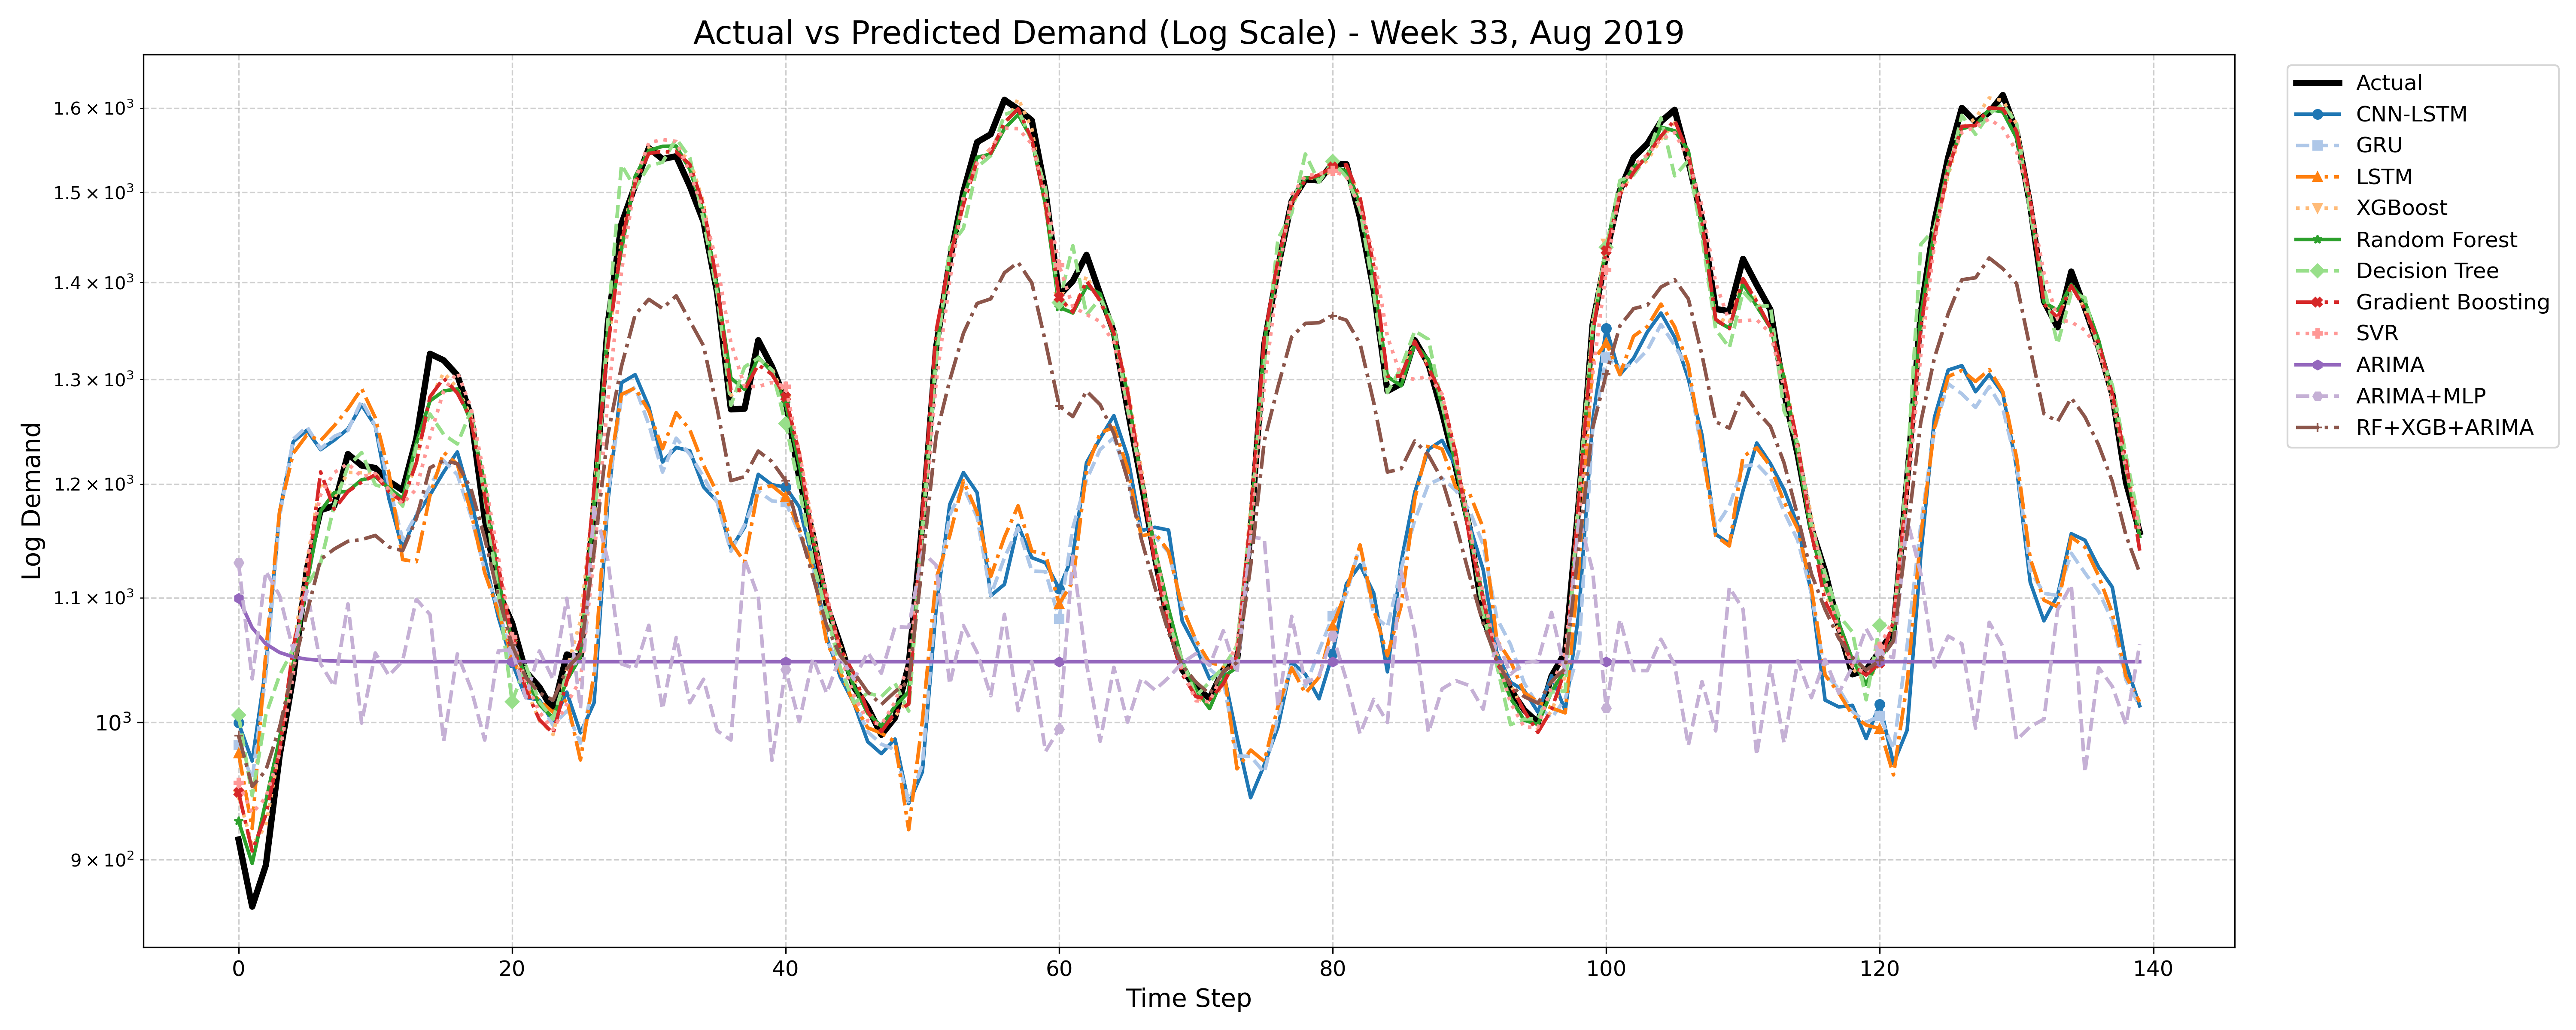 Actual vs Predicted Demand (Log Scale) - Week 33, Aug 2019
Log Demand
1.6 × 10³
1.5 × 10³
1.4 × 10³
1.3 × 10³
1.2 × 10³
1.1 × 10³
10³
9 × 10²
0 20 40 60 80 100 120 140
Time Step
Actual
CNN-LSTM
GRU
LSTM
XGBoost
Random Forest
Decision Tree
Gradient Boosting
SVR
ARIMA
ARIMA+MLP
RF+XGB+ARIMA